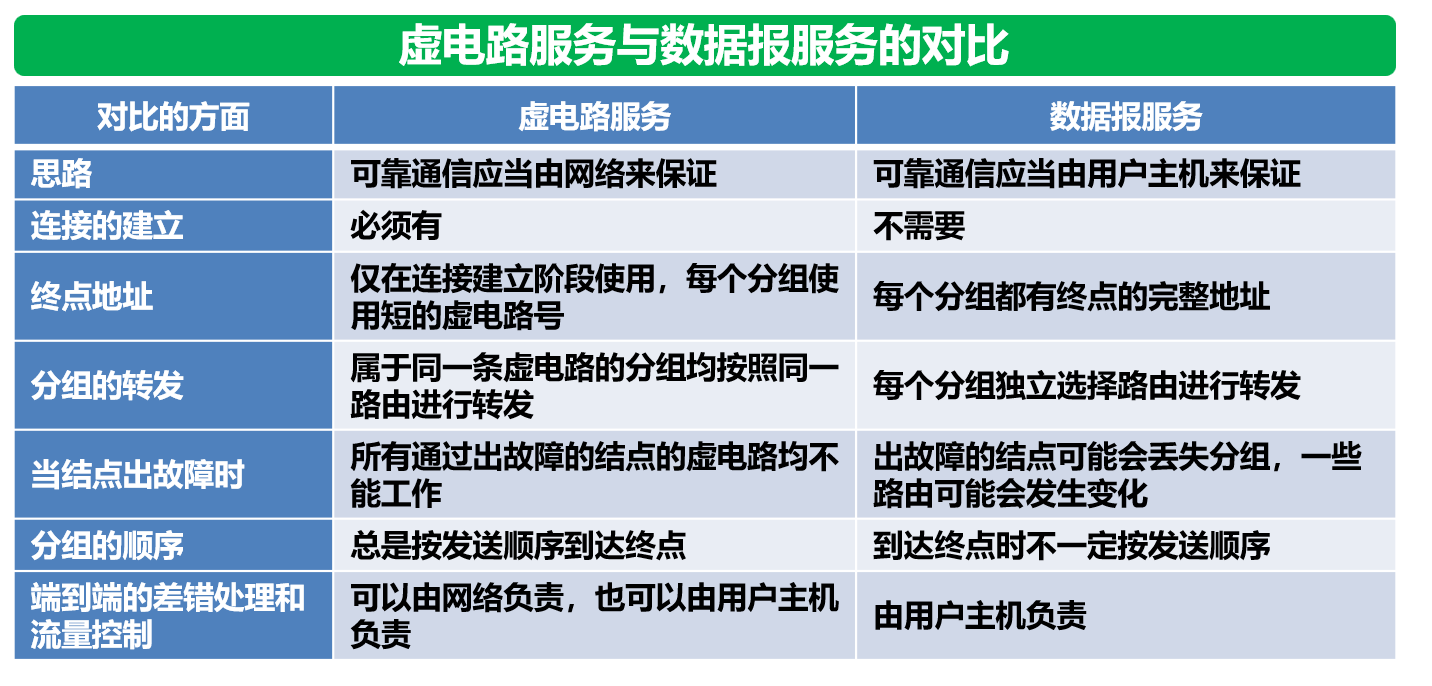 虚电路服务与数据报服务的对比
对比的方面
虚电路服务
数据报服务
思路
可靠通信应当由网络来保证
可靠通信应当由用户主机来保证
连接的建立
必须有
不需要
终点地址
仅在连接建立阶段使用，每个分组使
用短的虚电路号
每个分组都有终点的完整地址
分组的转发
属于同一条虚电路的分组均按照同一
路由进行转发
每个分组独立选择路由进行转发
当结点出故障时
所有通过出故障的结点的虚电路均不
能工作
出故障的结点可能会丢失分组，一些
路由可能会发生变化
分组的顺序
总是按发送顺序到达终点
到达终点时不一定按发送顺序
端到端的差错处理和
流量控制
可以由网络负责，也可以由用户主机
负责
由用户主机负责